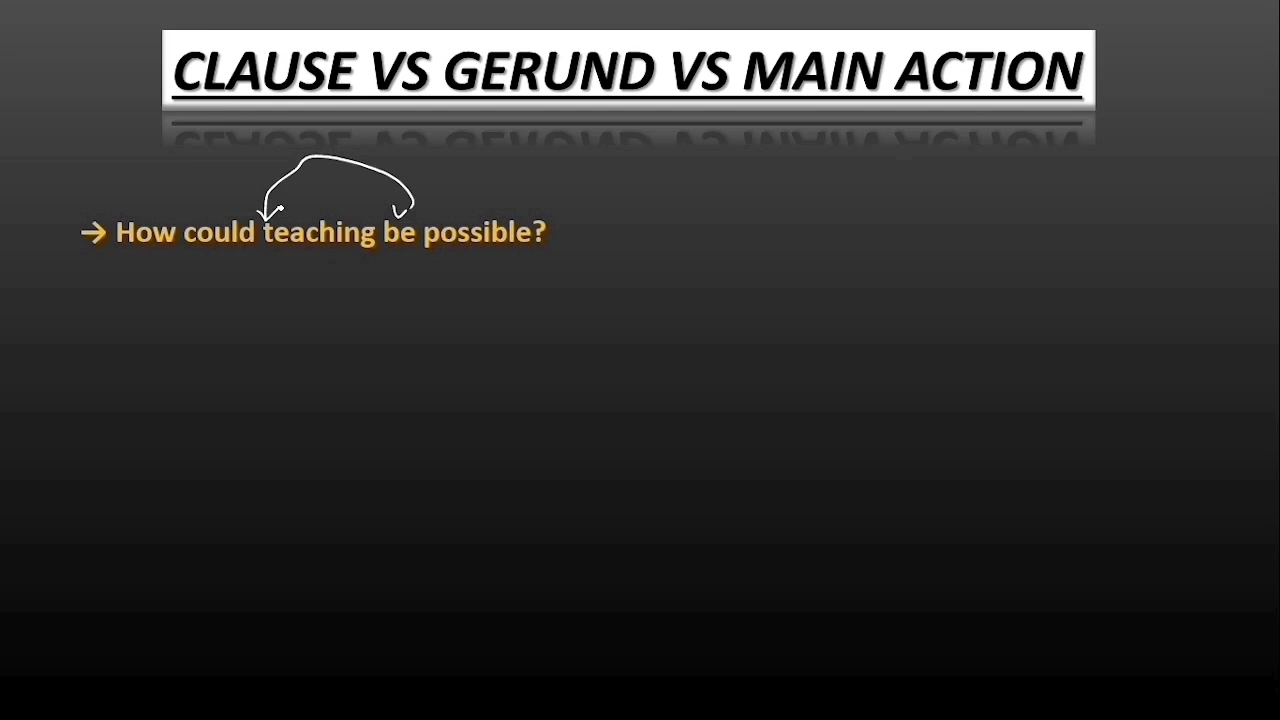 CLAUSE VS GERUND VS MAIN ACTION
→ How could teaching be possible?